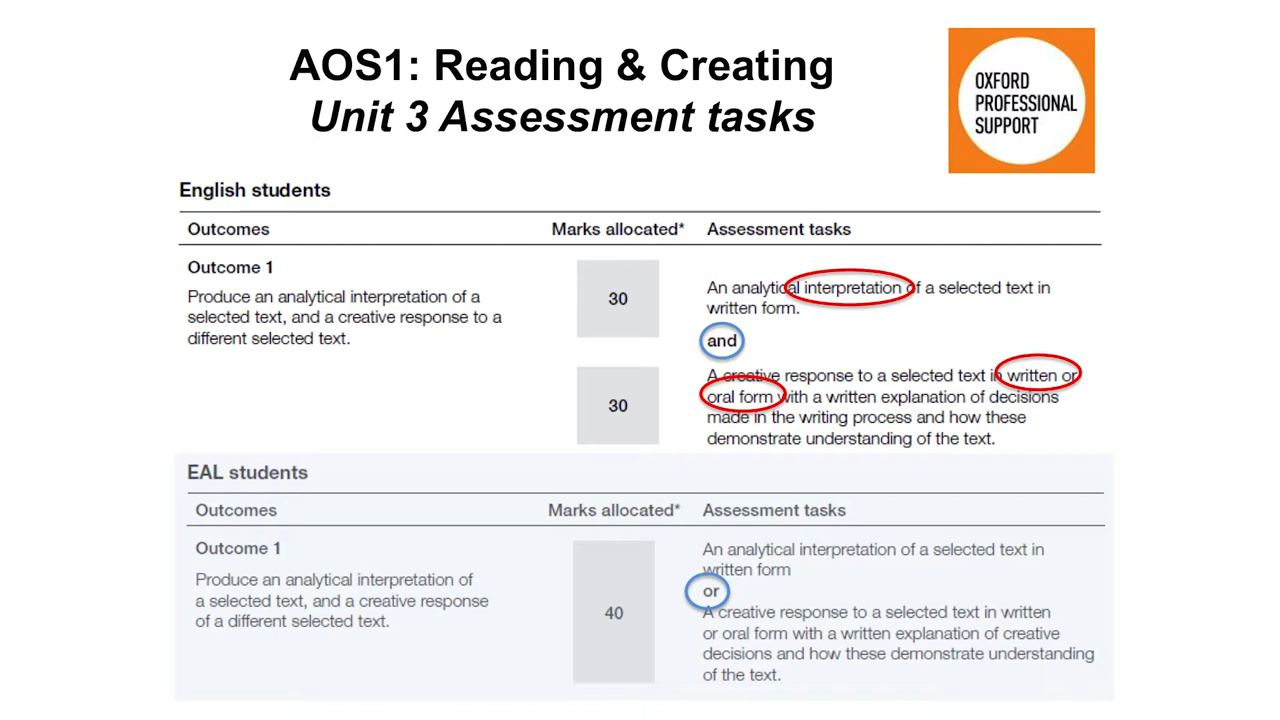 AOS1: Reading & Creating
Unit 3 Assessment tasks
OXFORD
PROFESSIONAL
SUPPORT
English students
Outcomes
Marks allocated*
Assessment tasks
Outcome 1
Produce an analytical interpretation of a
selected text, and a creative response to a
different selected text.
30
An analytical interpretation of a selected text in
written form.
and
30
A creative response to a selected text in written or
oral form with a written explanation of decisions
made in the writing process and how these
demonstrate understanding of the text.
EAL students
Outcomes
Marks allocated*
Assessment tasks
Outcome 1
Produce an analytical interpretation of
a selected text, and a creative response
of a different selected text.
40
An analytical interpretation of a selected text in
written form
or
A creative response to a selected text in written
or oral form with a written explanation of creative
decisions and how these demonstrate understanding
of the text.